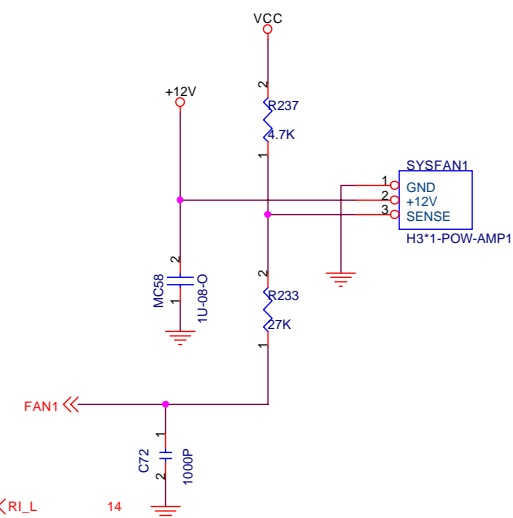 VCC
+12V
2
R237
4.7K
1
SYSFAN1
1
GND
2
+12V
3
SENSE
H3*1-POW-AMP1
2
MC58
1U-08-O
1
2
R233
27K
1
FAN1
1
C72
1000P
2
RI_L
14